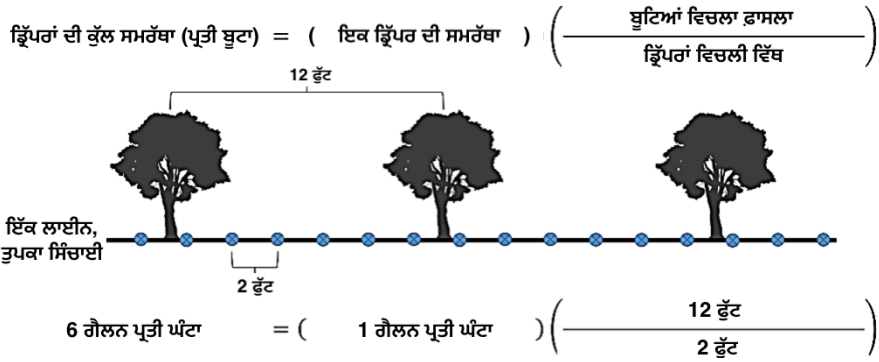 ਡ੍ਰਿੱਪਰਾਂ ਦੀ ਕੁੱਲ ਸਮਰੱਥਾ (ਪ੍ਰਤੀ ਬੂਟਾ) = ( ਇਕ ਡ੍ਰਿੱਪਰ ਦੀ ਸਮਰੱਥਾ ) ( ਬੂਟਿਆਂ ਵਿਚਲਾ ਫ਼ਾਸਲਾ
ਡ੍ਰਿੱਪਰਾਂ ਵਿਚਲੀ ਵਿੱਥ )
12 ਫੁੱਟ
ਇੱਕ ਲਾਈਨ,
ਤੁਪਕਾ ਸਿੰਚਾਈ
2 ਫੁੱਟ
6 ਗੈਲਨ ਪ੍ਰਤੀ ਘੰਟਾ = ( 1 ਗੈਲਨ ਪ੍ਰਤੀ ਘੰਟਾ ) ( 12 ਫੁੱਟ
2 ਫੁੱਟ )